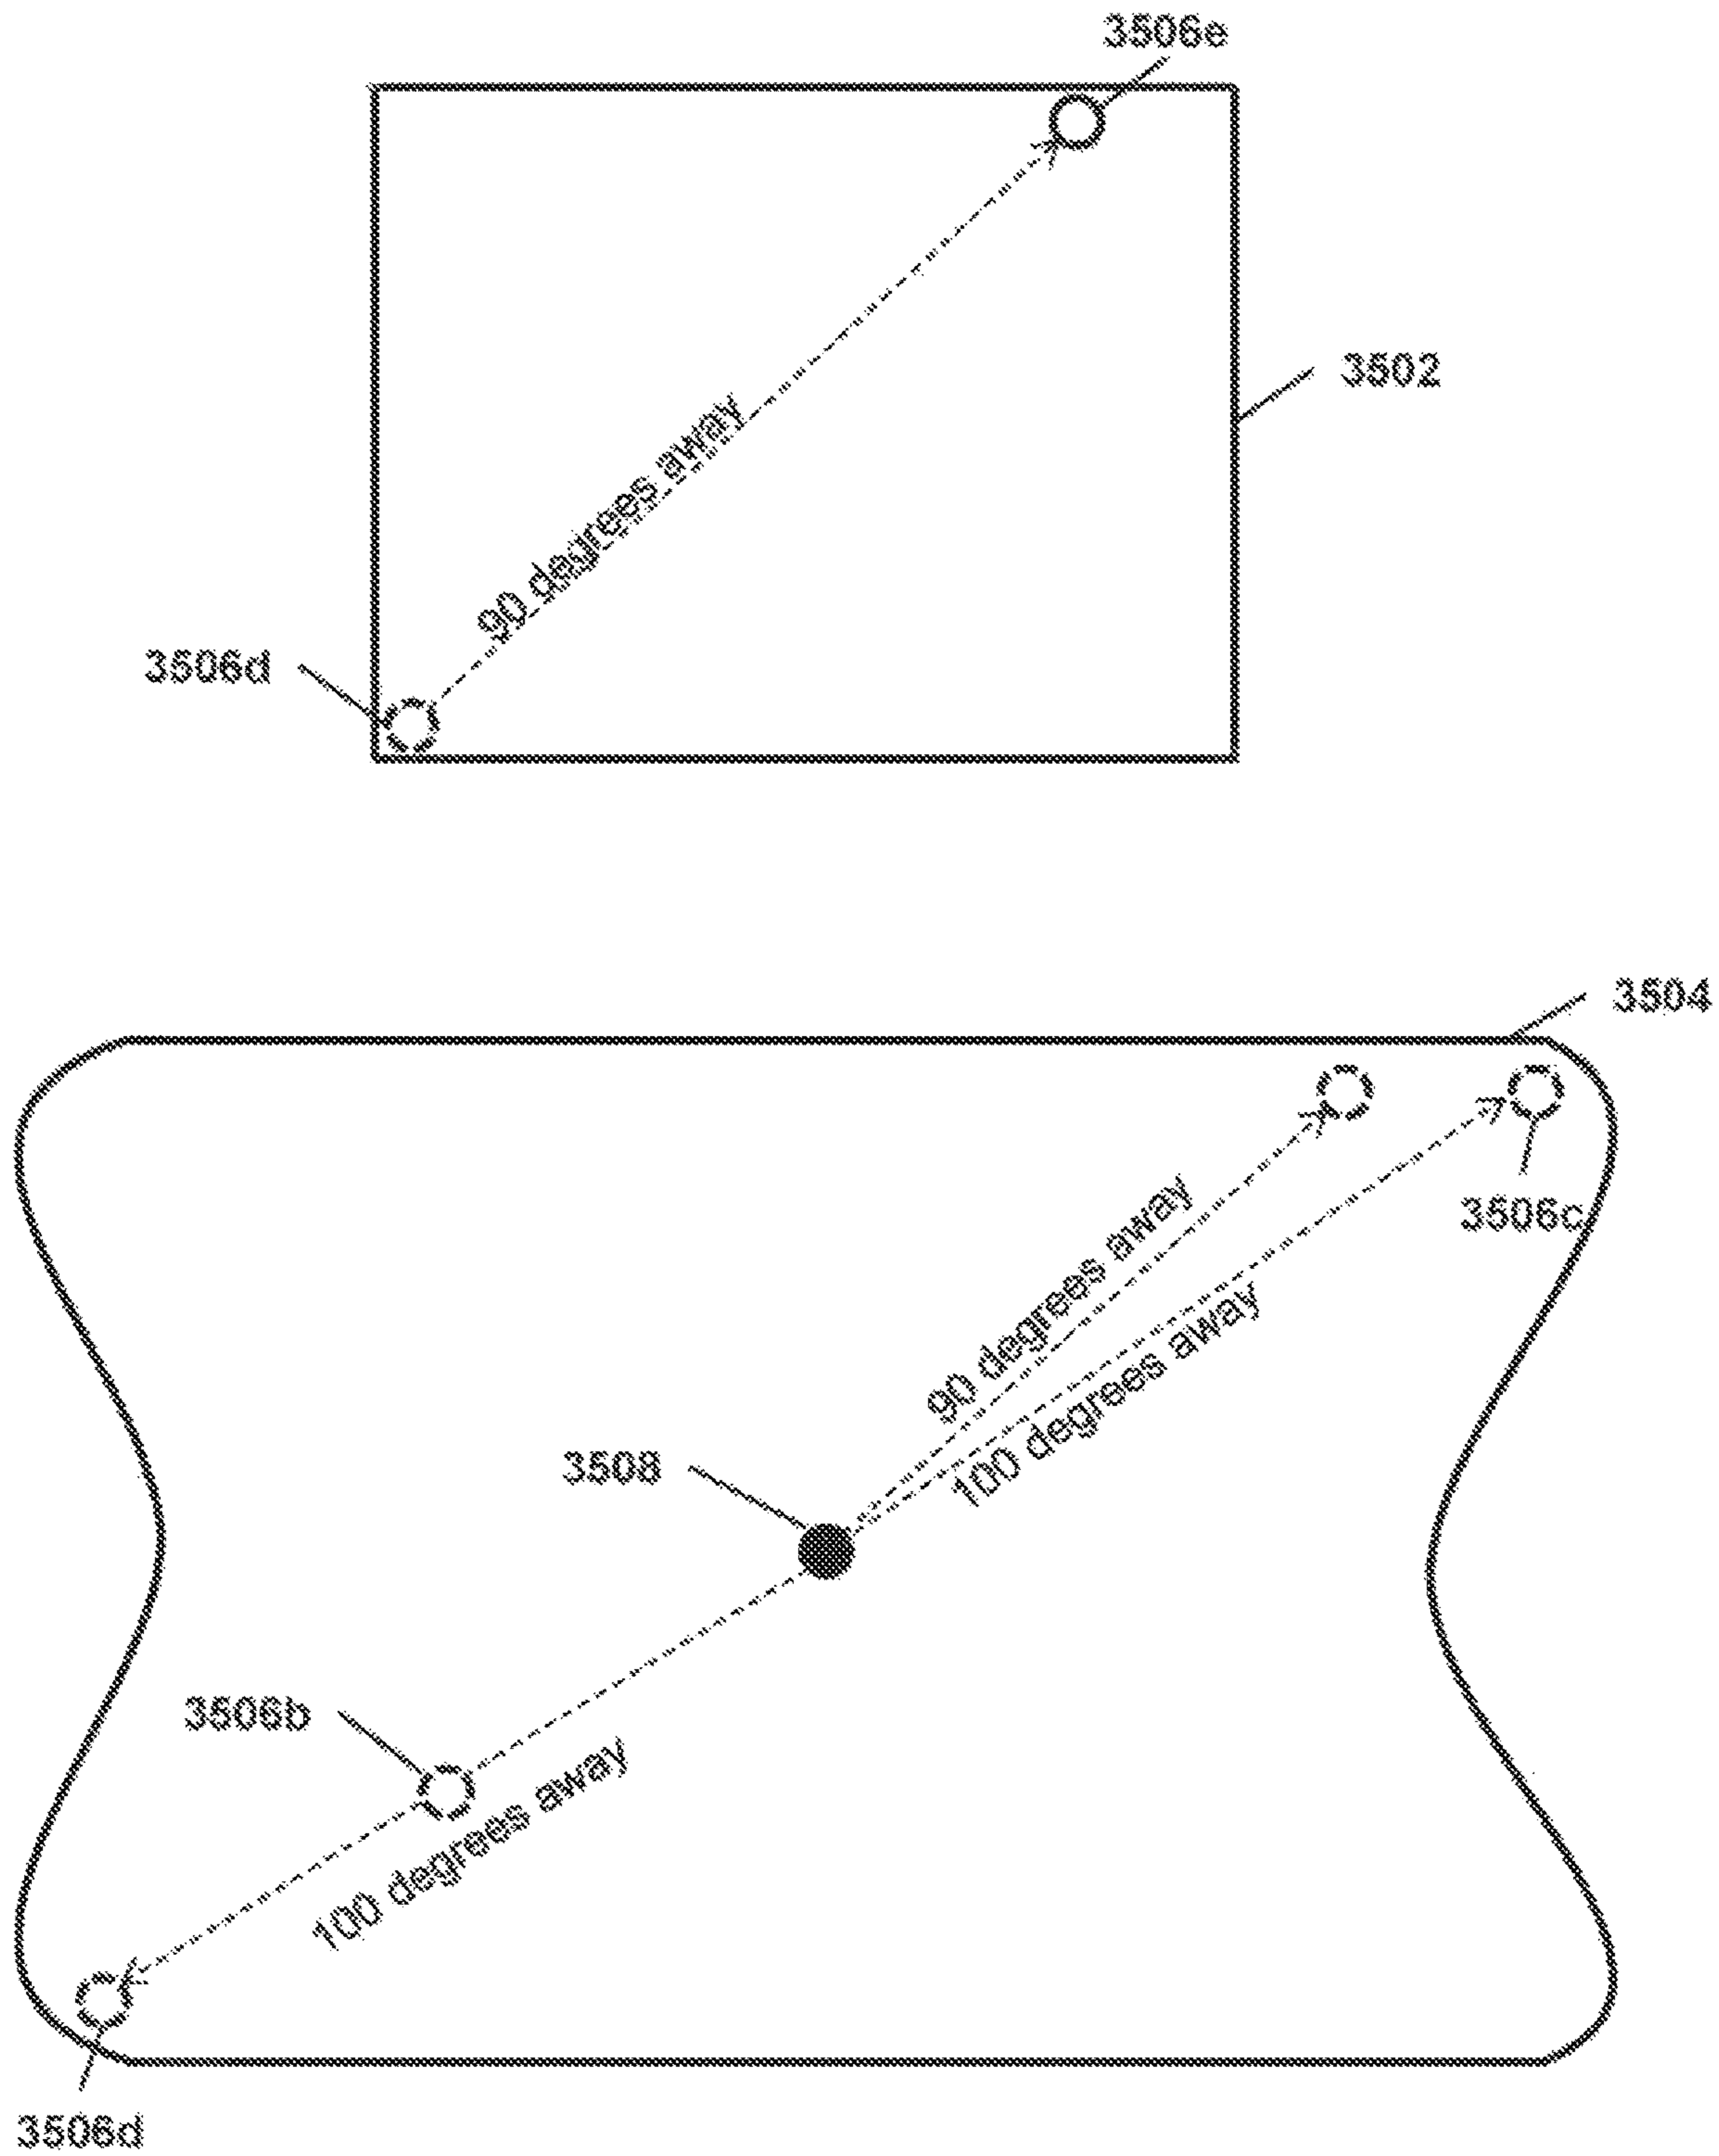 3506e
3502
90 degrees away
3506d
3504
3506c
90 degrees away
100 degrees away
3508
3506b
100 degrees away
3506d